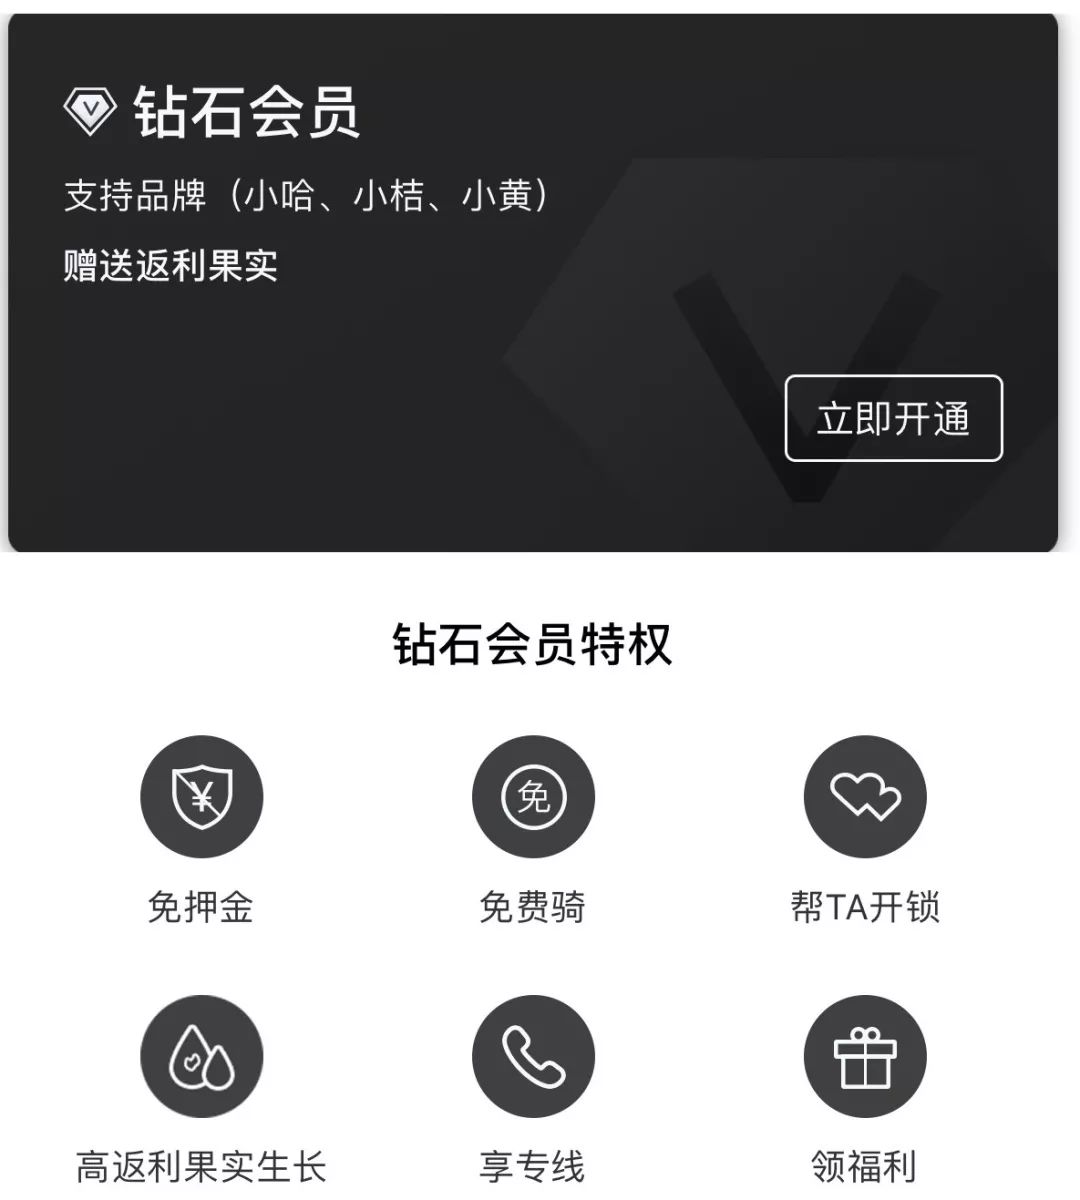 钻石会员
支持品牌（小哈、小桔、小黄）
赠送返利果实
立即开通
钻石会员特权
免
免押金
免费骑
帮TA开锁
高返利果实生长
享专线
领福利